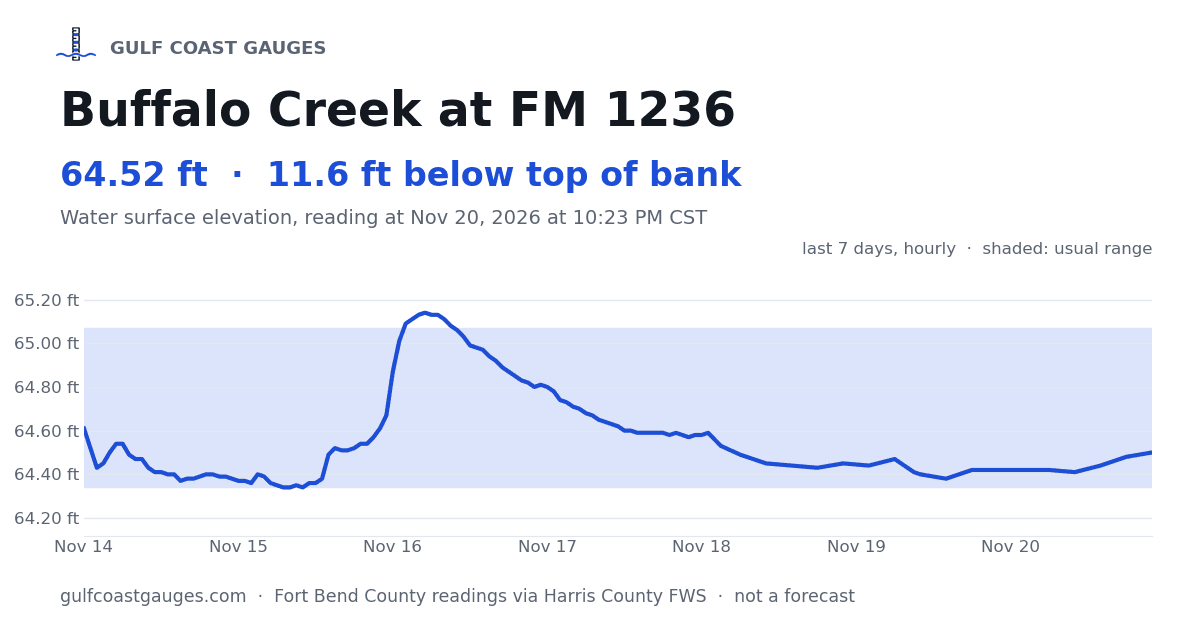 GULF COAST GAUGES
Buffalo Creek at FM 1236
64.52 ft · 11.6 ft below top of bank
Water surface elevation, reading at Nov 20, 2026 at 10:23 PM CST
last 7 days, hourly · shaded: usual range
65.20 ft
65.00 ft
64.80 ft
64.60 ft
64.40 ft
64.20 ft
Nov 14 Nov 15 Nov 16 Nov 17 Nov 18 Nov 19 Nov 20
gulfcoastgauges.com · Fort Bend County readings via Harris County FWS · not a forecast